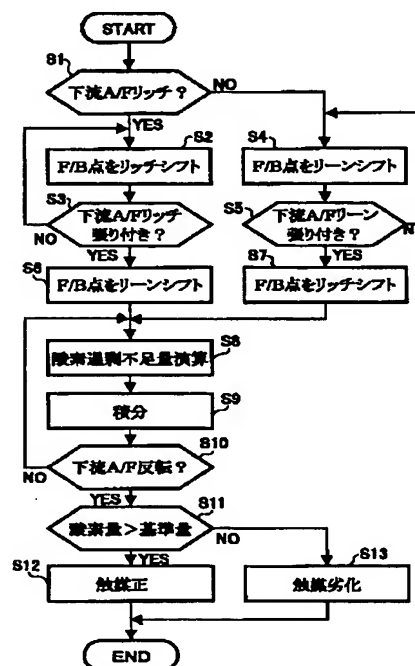 START
S1
下流A/Fリッチ?
NO
YES
S2
F/B点をリッチシフト
S4
F/B点をリーンシフト
S3
下流A/Fリッチ
張り付き?
NO
YES
S5
下流A/Fリーン
張り付き?
NO
YES
S6
F/B点をリーンシフト
S7
F/B点をリッチシフト
S8
酸素過剰不足量演算
S9
積分
S10
下流A/F反転?
NO
YES
S11
酸素量>基準量
NO
YES
S12
触媒正
S13
触媒劣化
END